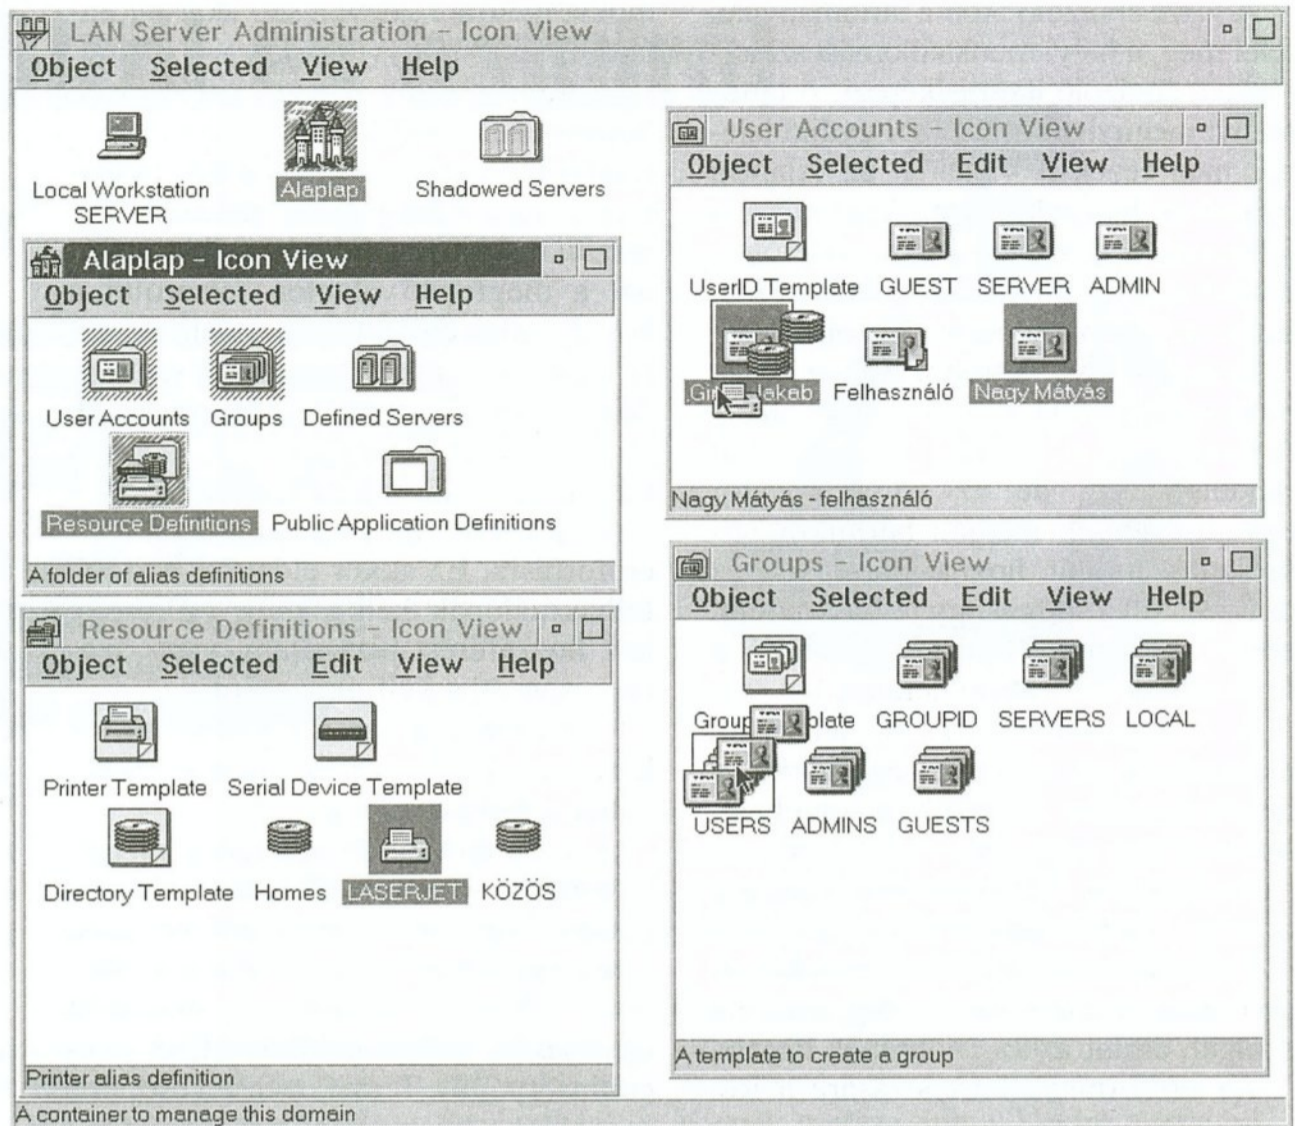 LAN Server Administration - Icon View
Object Selected View Help
Local Workstation
SERVER
Alaplap
Shadowed Servers
Alaplap - Icon View
Object Selected View Help
User Accounts Groups Defined Servers
Resource Definitions Public Application Definitions
A folder of alias definitions
Resource Definitions - Icon View
Object Selected Edit View Help
Printer Template Serial Device Template
Directory Template Homes LASERJET KÖZÖS
Printer alias definition
User Accounts - Icon View
Object Selected Edit View Help
UserID Template GUEST SERVER ADMIN
Jakab Felhasználó Nagy Mátyás
Nagy Mátyás - felhasználó
Groups - Icon View
Object Selected Edit View Help
GROUPID SERVERS LOCAL
USERS ADMINS GUESTS
A template to create a group
A container to manage this domain